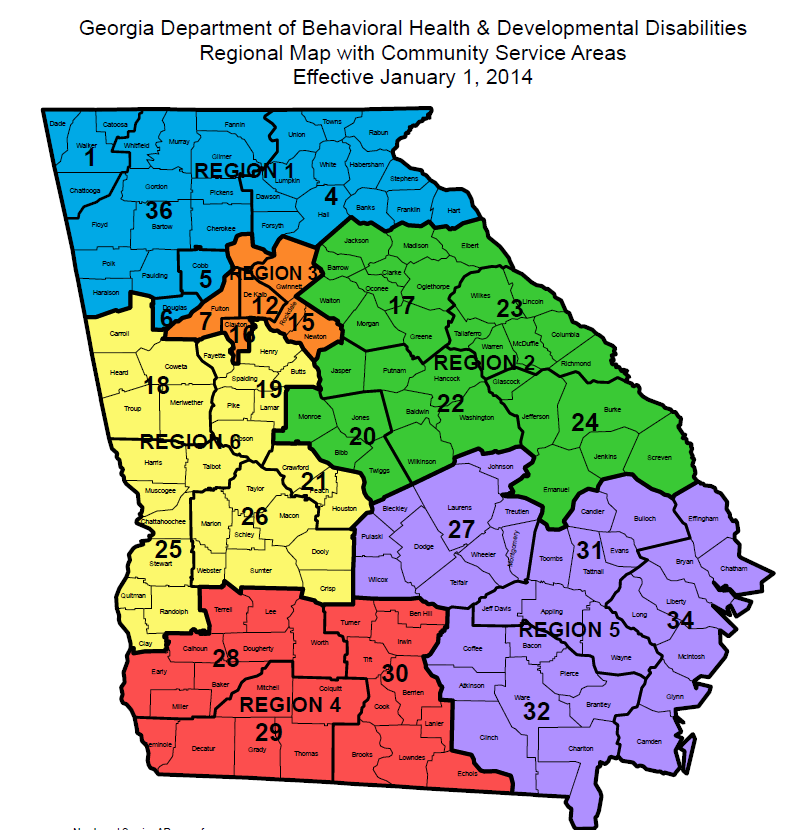 Georgia Department of Behavioral Health & Developmental Disabilities
Regional Map with Community Service Areas
Effective January 1, 2014
Dade
Catoosa
Walker
1
Whitfield
Murray
Fannin
Gilmer
Union
Towns
Rabun
REGION 1
White
Habersham
Stephens
Lumpkin
Chattooga
Gordon
Pickens
Dawson
4
Hall
Banks
Franklin
Hart
36
Floyd
Bartow
Cherokee
Forsyth
Polk
Paulding
Cobb
5
Haralson
Douglas
6
REGION 3
Gwinnett
De Kalb
Fulton
12
7
Clayton
16
Rockdale
15
Newton
Jackson
Madison
Elbert
Barrow
Clarke
Oconee
Oglethorpe
Walton
17
Morgan
Greene
Wilkes
Lincoln
23
Taliaferro
McDuffie
Columbia
Warren
Richmond
REGION 2
Jasper
Putnam
Hancock
Glascock
22
Baldwin
Washington
Jefferson
Burke
24
Monroe
Jones
20
Bibb
Wilkinson
Twiggs
Jenkins
Screven
Emanuel
Carroll
Heard
Coweta
18
Troup
Meriwether
Fayette
Henry
Spalding
Butts
19
Pike
Lamar
REGION 6
pson
Harris
Talbot
Crawford
21
Peach
Houston
Muscogee
Taylor
Chattahoochee
Marion
26
Macon
Schley
Dooly
25
Stewart
Webster
Sumter
Crisp
Quitman
Randolph
Clay
Johnson
Bleckley
Laurens
Treutlen
27
Pulaski
Dodge
Wheeler
Montgomery
Wilcox
Telfair
Candler
Bulloch
Effingham
31
Evans
Toombs
Tattnall
Bryan
Chatham
Jeff Davis
Appling
Long
Liberty
34
REGION 5
Wayne
McIntosh
Coffee
Bacon
Pierce
Glynn
Atkinson
Ware
32
Brantley
Clinch
Charlton
Camden
Terrell
Lee
Turner
Ben Hill
Calhoun
28
Dougherty
Worth
Tift
Irwin
30
Early
Baker
Mitchell
Colquitt
Berrien
Miller
REGION 4
Cook
Lanier
eminole
Decatur
29
Grady
Thomas
Brooks
Lowndes
Echols